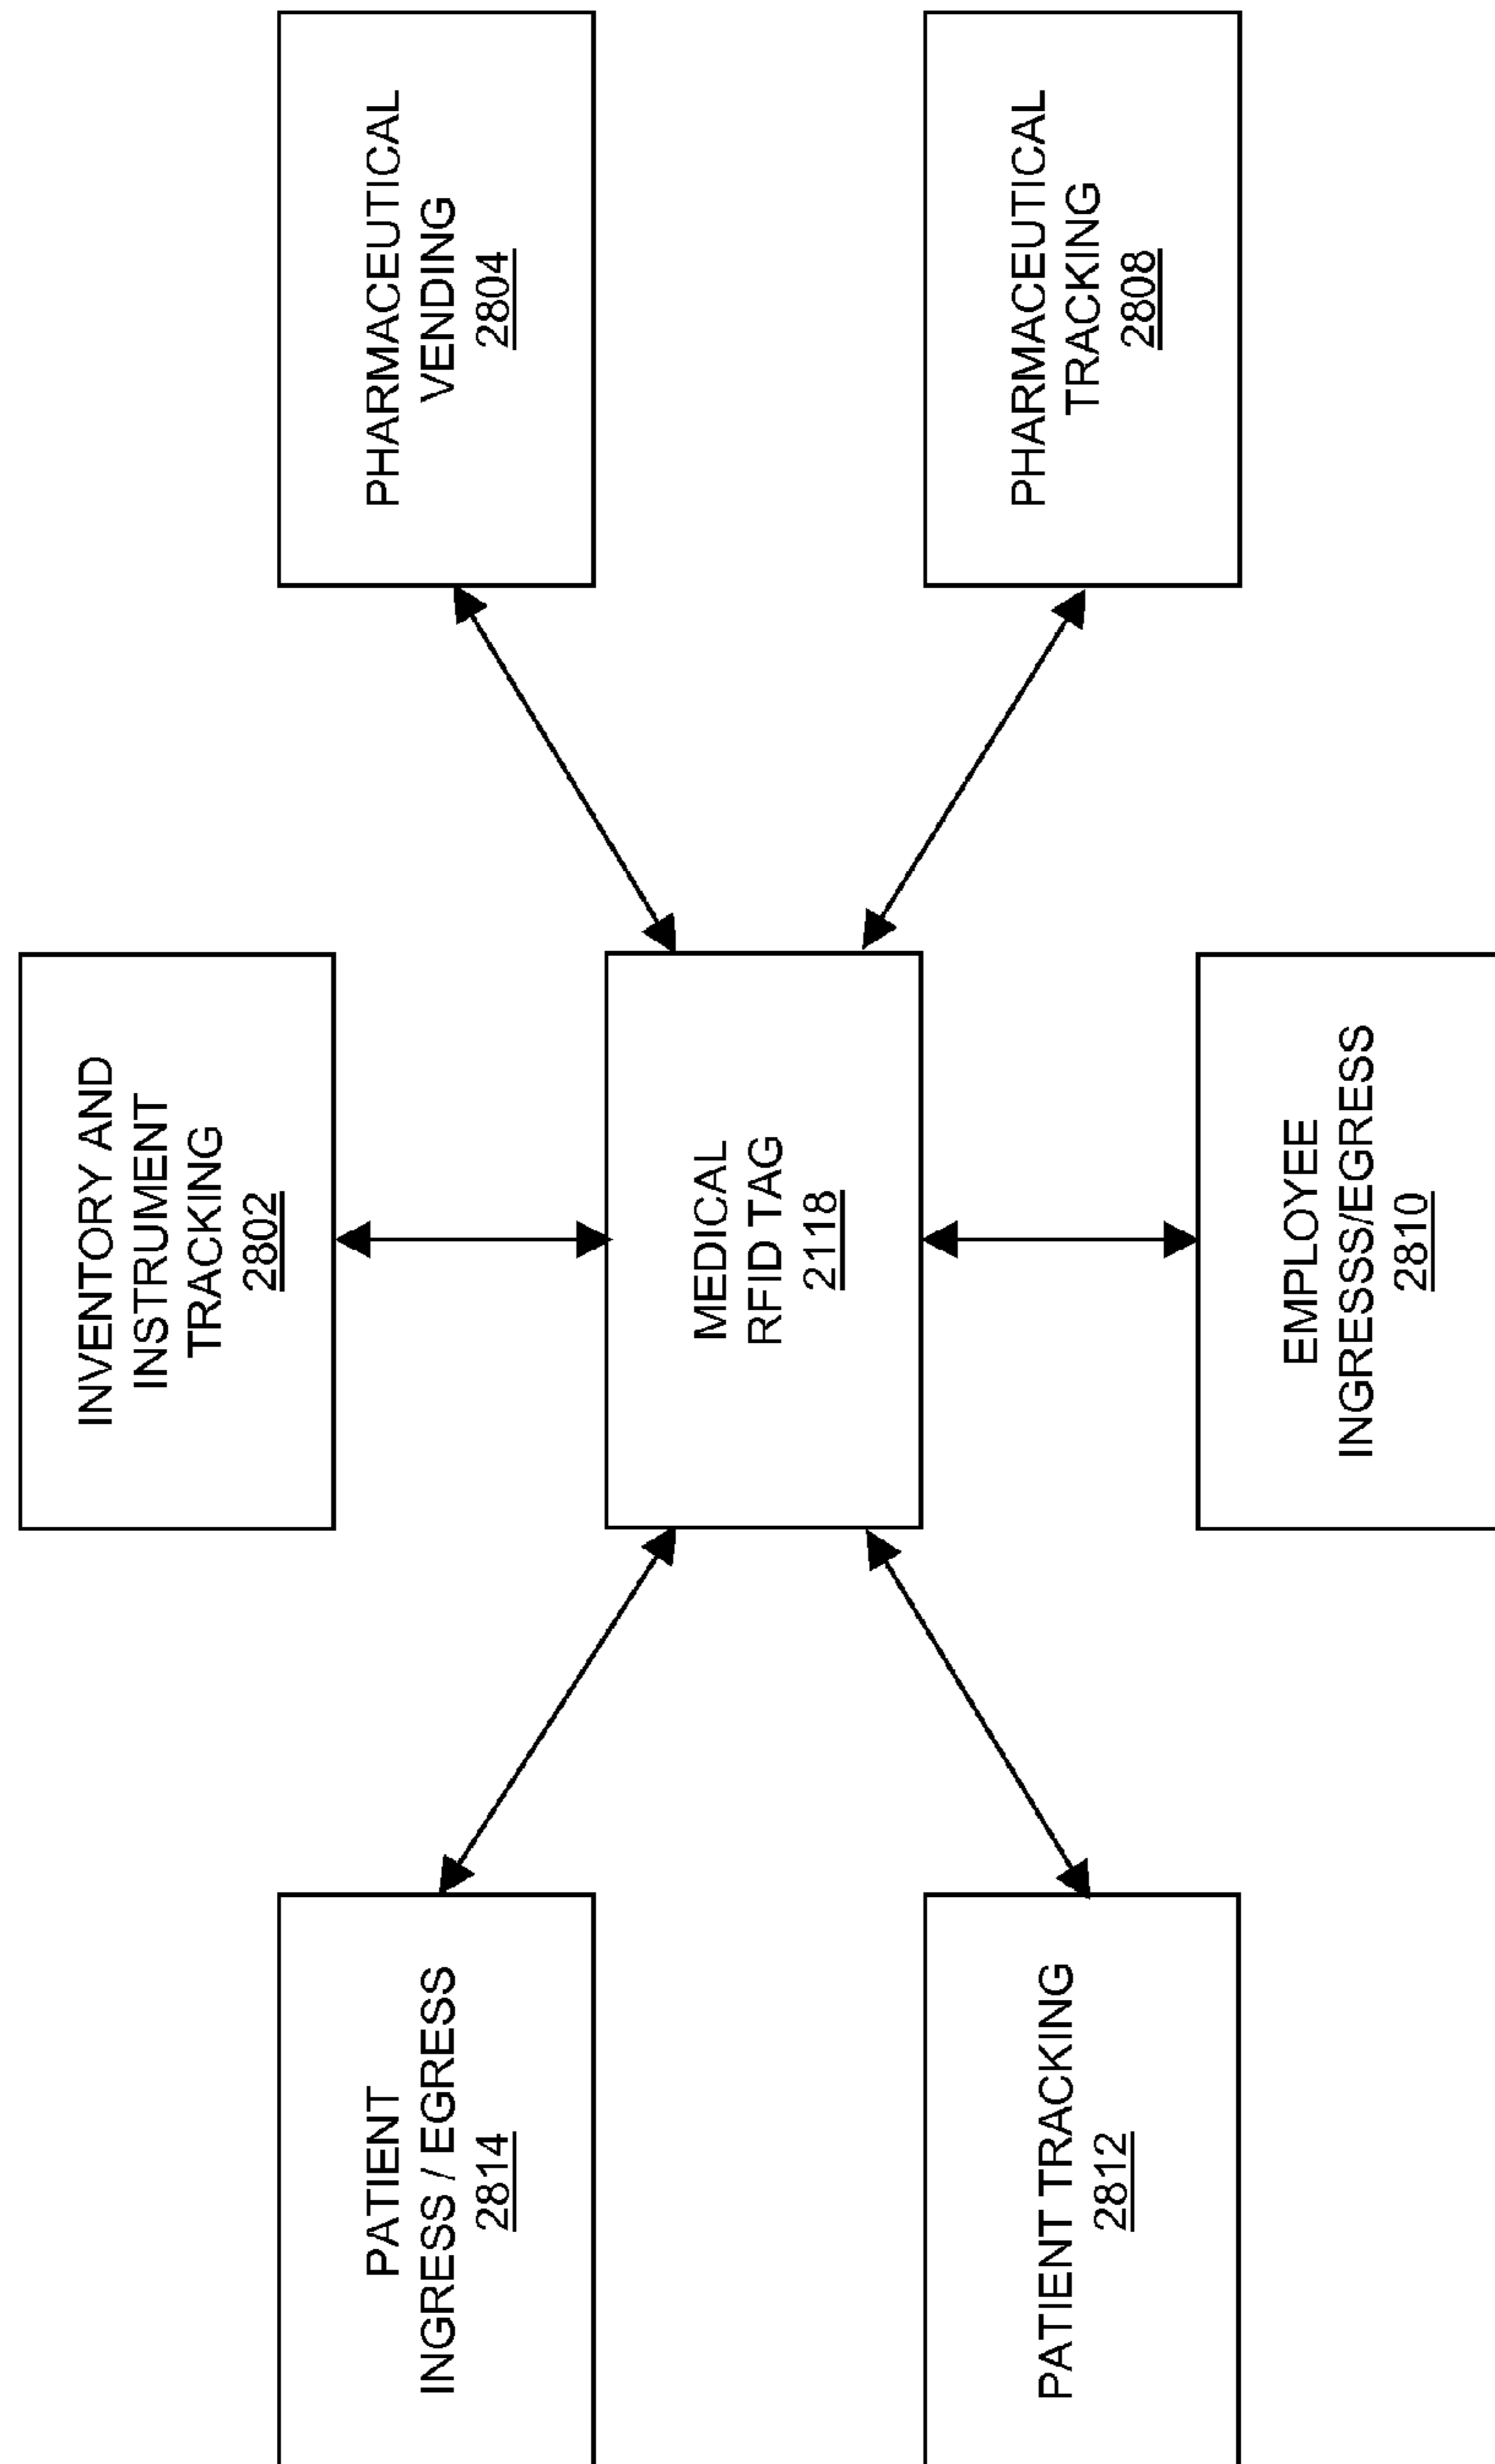 INVENTORY AND
INSTRUMENT
TRACKING
2802
PATIENT
INGRESS / EGRESS
2814
PHARMACEUTICAL
VENDING
2804
MEDICAL
RFID TAG
2118
PATIENT TRACKING
2812
PHARMACEUTICAL
TRACKING
2808
EMPLOYEE
INGRESS/EGRESS
2810